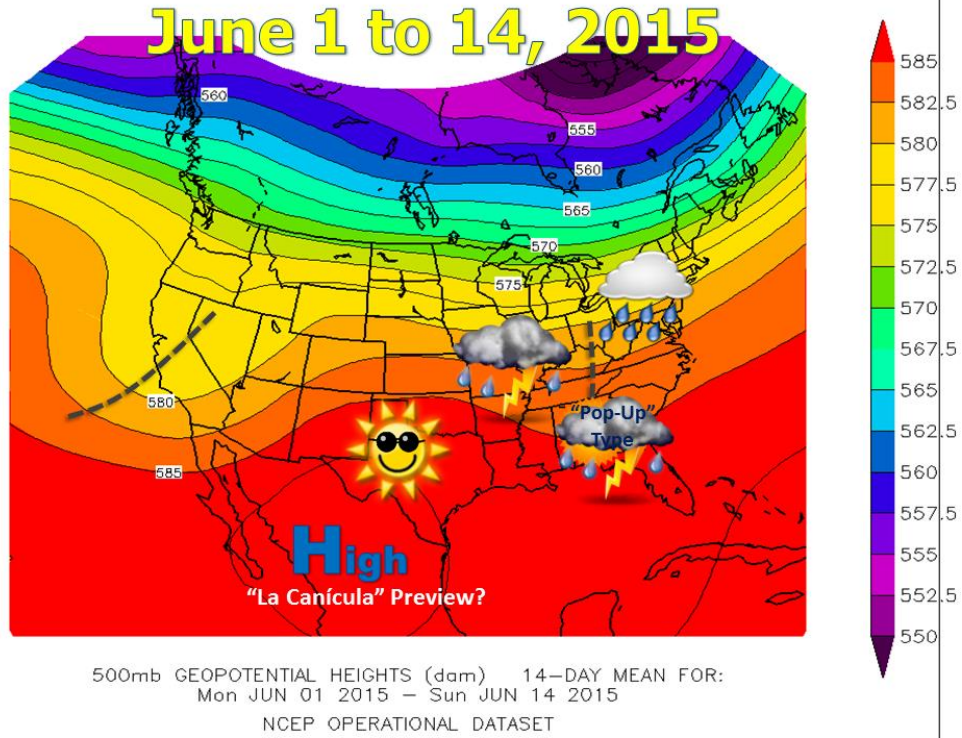 June 1 to 14, 2015
560
555
560
565
570
575
580
585
"Pop-Up"
Type
High
"La Canícula" Preview?
585
582.5
580
577.5
575
572.5
570
567.5
565
562.5
560
557.5
555
552.5
550
500mb GEOPOTENTIAL HEIGHTS (dam) 14-DAY MEAN FOR:
Mon JUN 01 2015 – Sun JUN 14 2015
NCEP OPERATIONAL DATASET